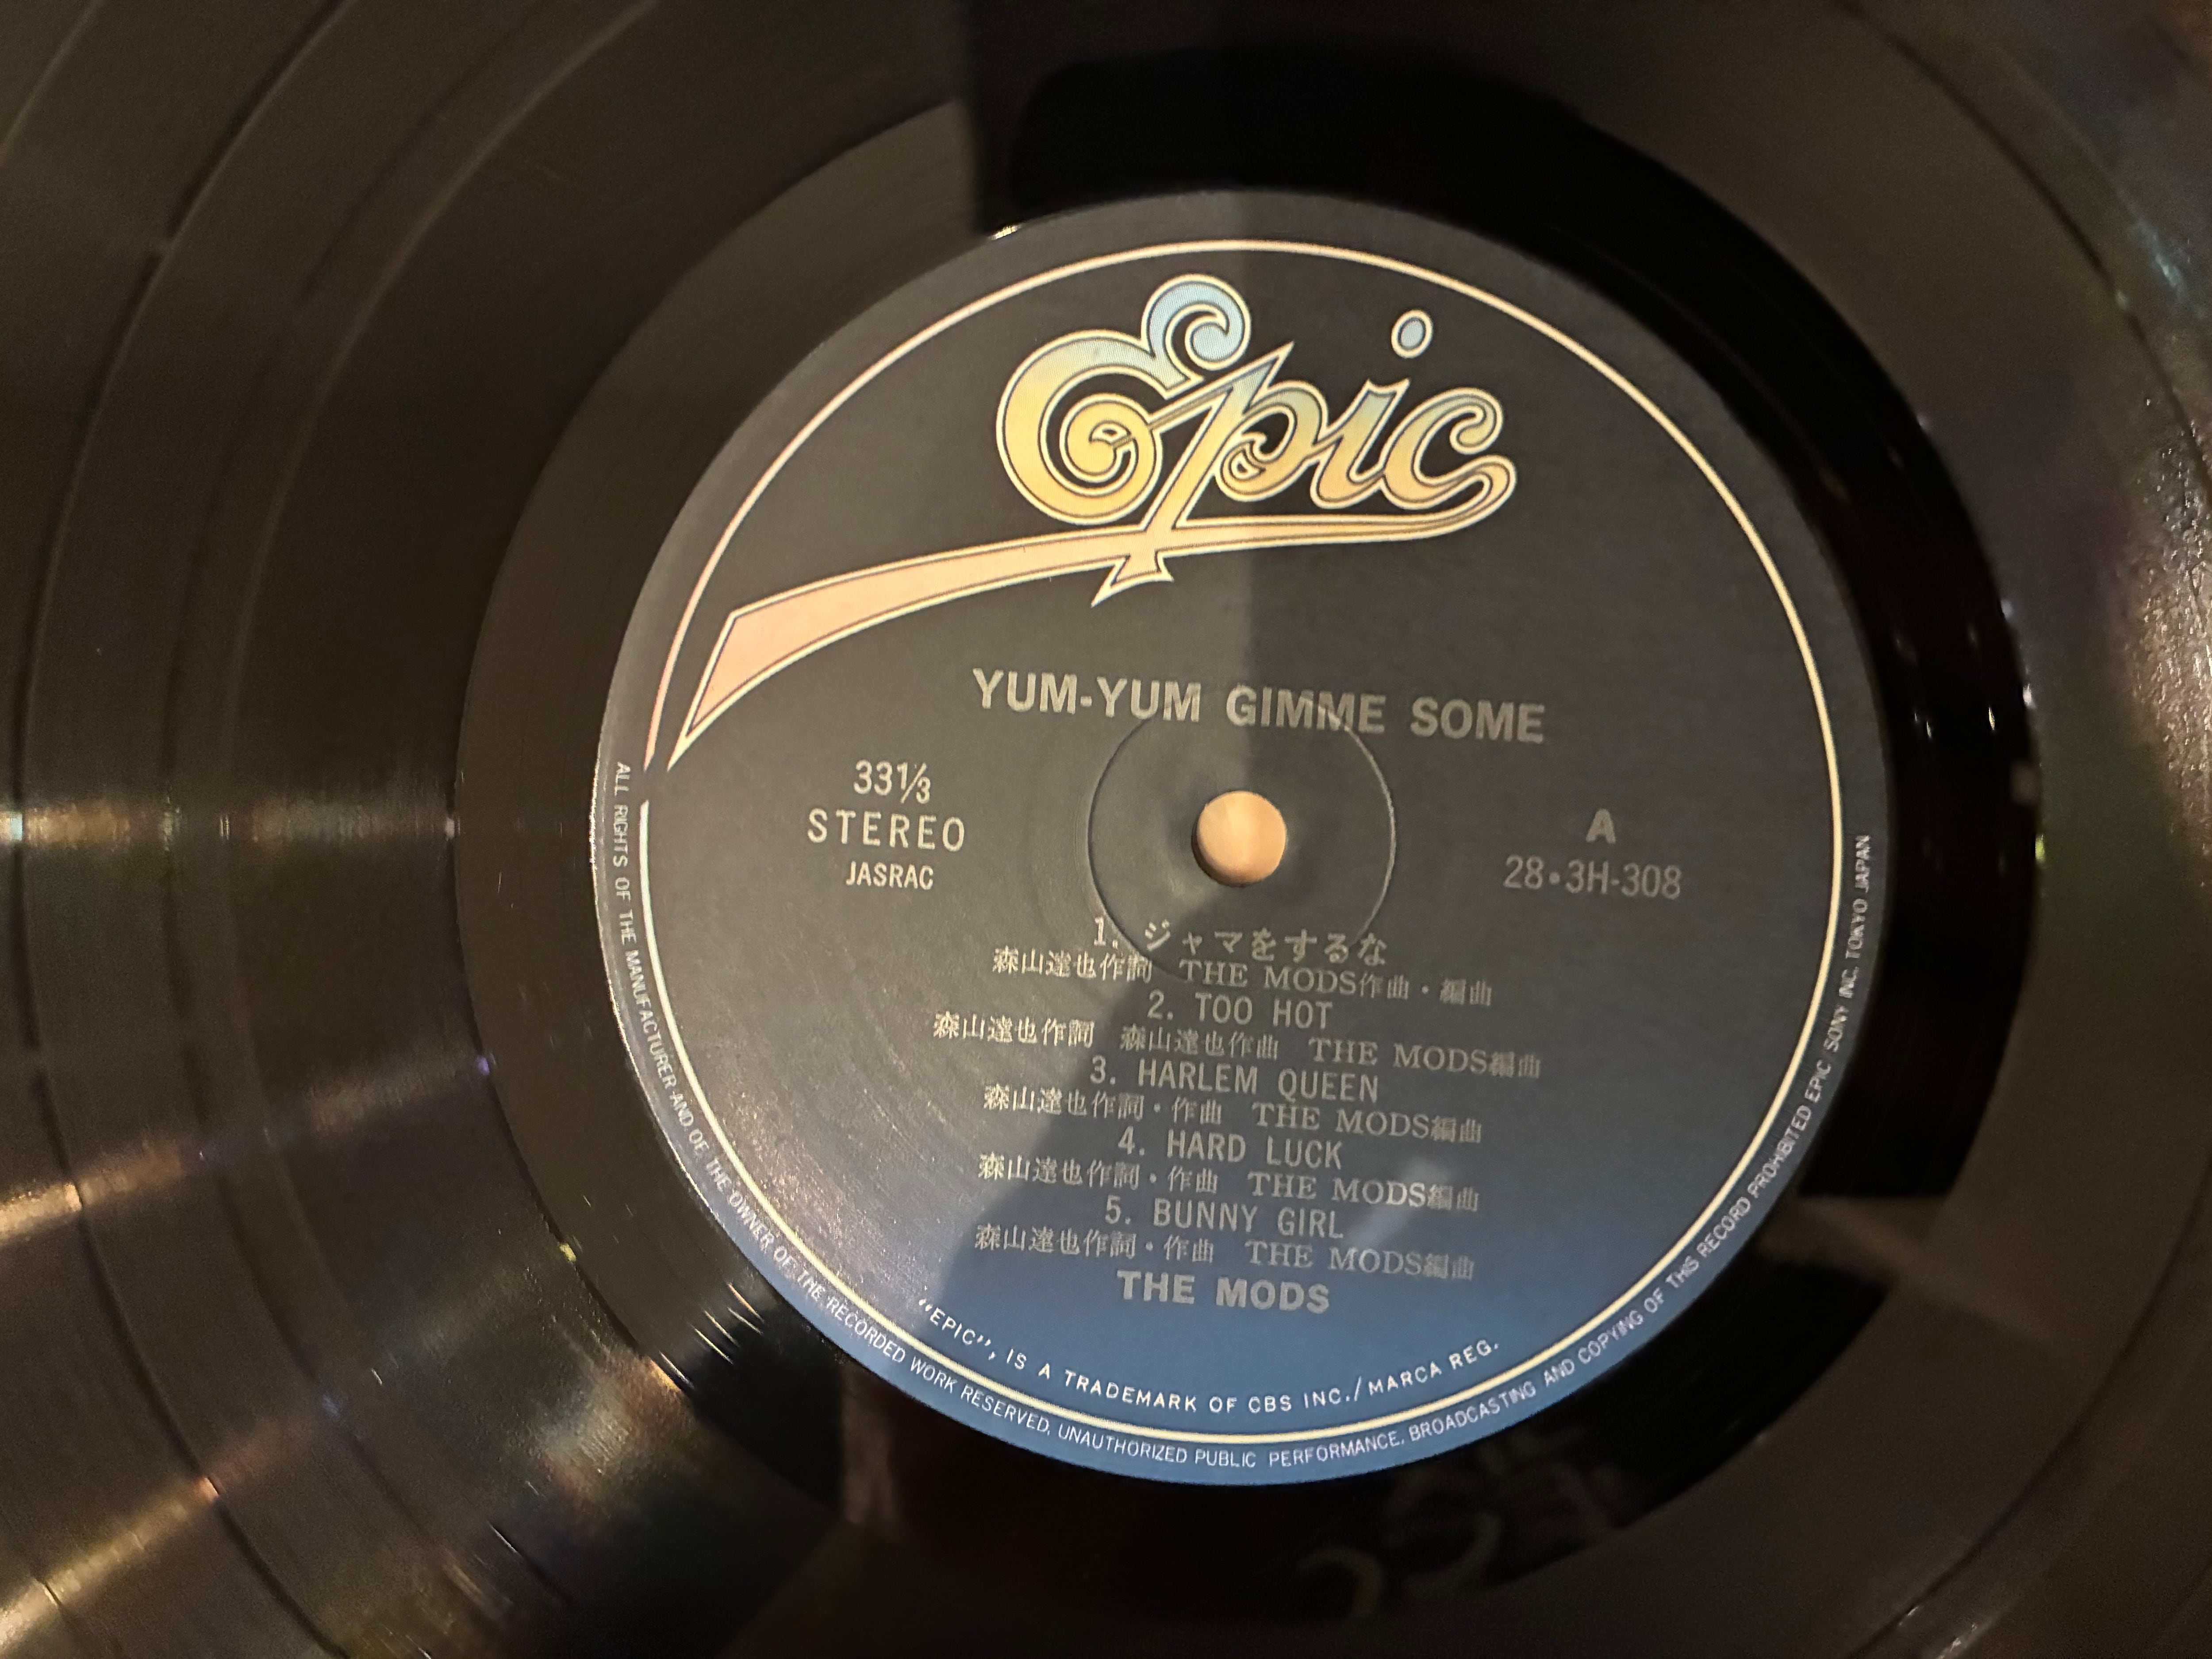 Epic
YUM-YUM GIMME SOME
33⅓
STEREO
JASRAC
A
28•3H-308
1. ジャマをするな
森山達也作詞 THE MODS作曲・編曲
2. TOO HOT
森山達也作詞 森山達也作曲 THE MODS編曲
3. HARLEM QUEEN
森山達也作詞・作曲 THE MODS編曲
4. HARD LUCK
森山達也作詞・作曲 THE MODS編曲
5. BUNNY GIRL
森山達也作詞・作曲 THE MODS編曲
THE MODS
"EPIC", IS A TRADEMARK OF CBS INC./MARCA REG.
ALL RIGHTS OF THE MANUFACTURER AND OF THE OWNER OF THE RECORDED WORK RESERVED. UNAUTHORIZED PUBLIC PERFORMANCE. BROADCASTING AND COPYING OF THIS RECORD PROHIBITED EPIC/SONY INC. TOKYO JAPAN